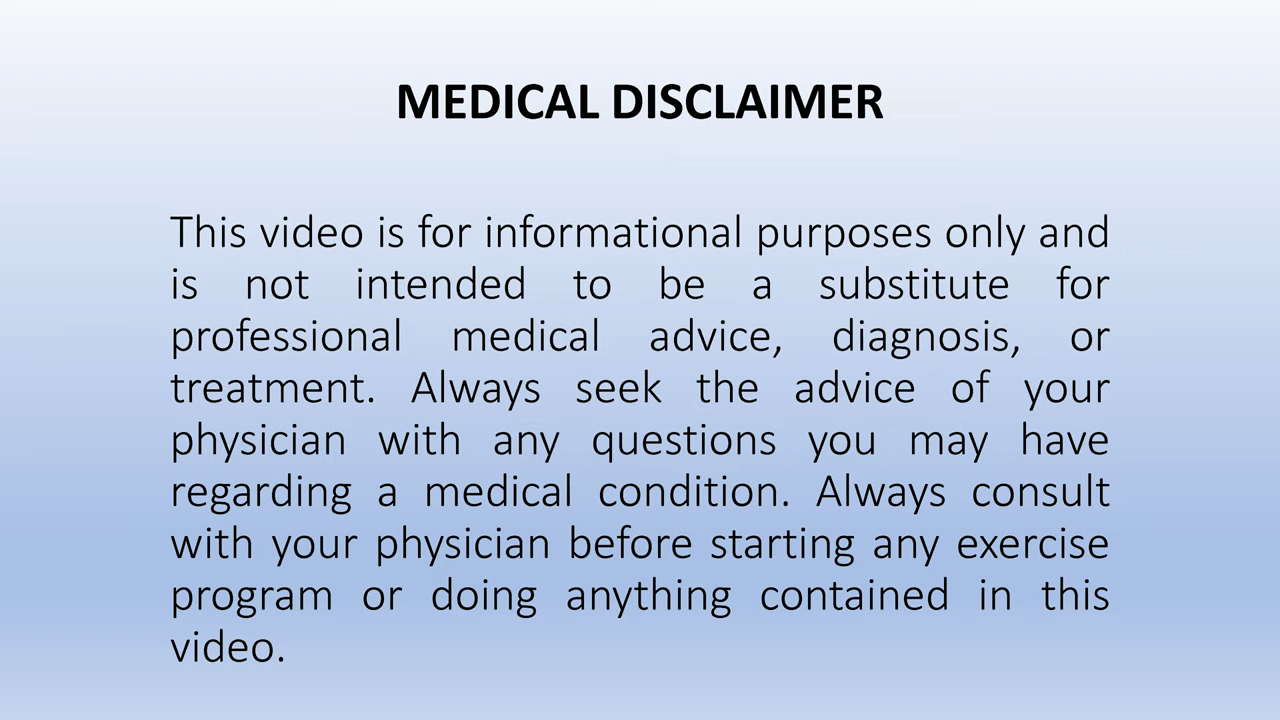 MEDICAL DISCLAIMER
This video is for informational purposes only and
is not intended to be a substitute for
professional medical advice, diagnosis, or
treatment. Always seek the advice of your
physician with any questions you may have
regarding a medical condition. Always consult
with your physician before starting any exercise
program or doing anything contained in this
video.